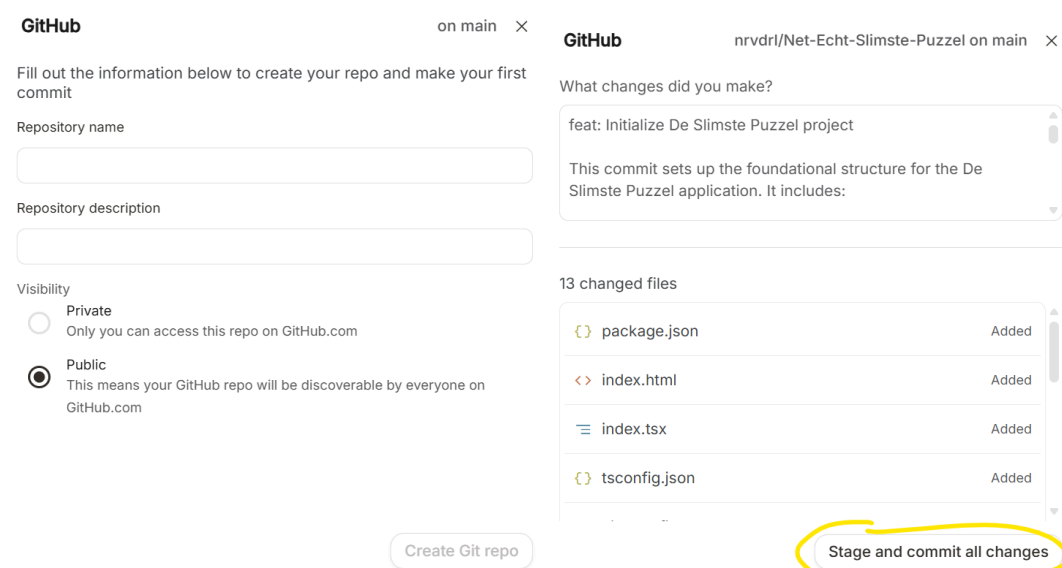 GitHub
on main
Fill out the information below to create your repo and make your first
commit
Repository name
Repository description
Visibility
Private
Only you can access this repo on GitHub.com
Public
This means your GitHub repo will be discoverable by everyone on
GitHub.com
Create Git repo
GitHub
nrvdrl/Net-Echt-Slimste-Puzzel on main
What changes did you make?
feat: Initialize De Slimste Puzzel project
This commit sets up the foundational structure for the De
Slimste Puzzel application. It includes:
13 changed files
package.json
Added
index.html
Added
index.tsx
Added
tsconfig.json
Added
Stage and commit all changes